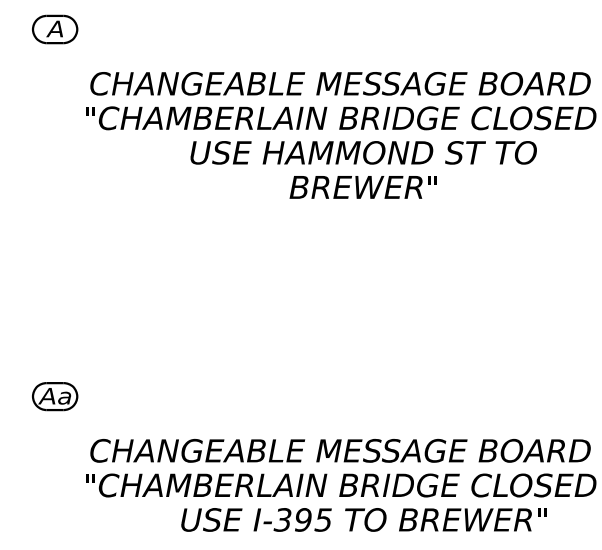 A
CHANGEABLE MESSAGE BOARD
"CHAMBERLAIN BRIDGE CLOSED
USE HAMMOND ST TO
BREWER"
Aa
CHANGEABLE MESSAGE BOARD
"CHAMBERLAIN BRIDGE CLOSED
USE I-395 TO BREWER"